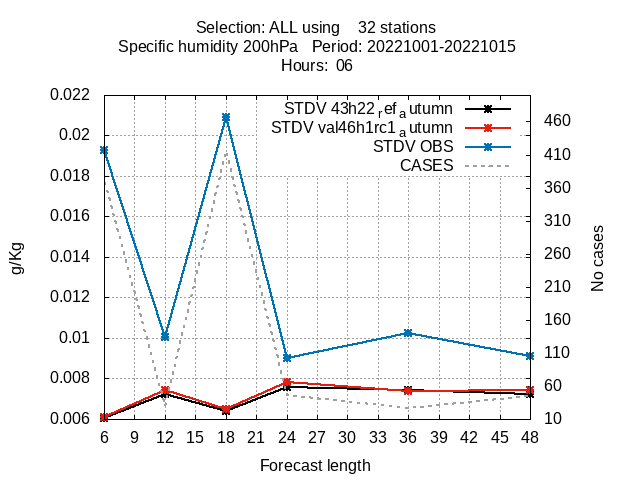 Selection: ALL using    32 stations
Specific humidity 200hPa   Period: 20221001-20221015
Hours:  06
STDV 43h22refautumn
STDV val46h1rc1autumn
STDV OBS
CASES
0.022
0.02
0.018
0.016
0.014
0.012
0.01
0.008
0.006
g/Kg
460
410
360
310
260
210
160
110
60
10
No cases
6 9 12 15 18 21 24 27 30 33 36 39 42 45 48
Forecast length